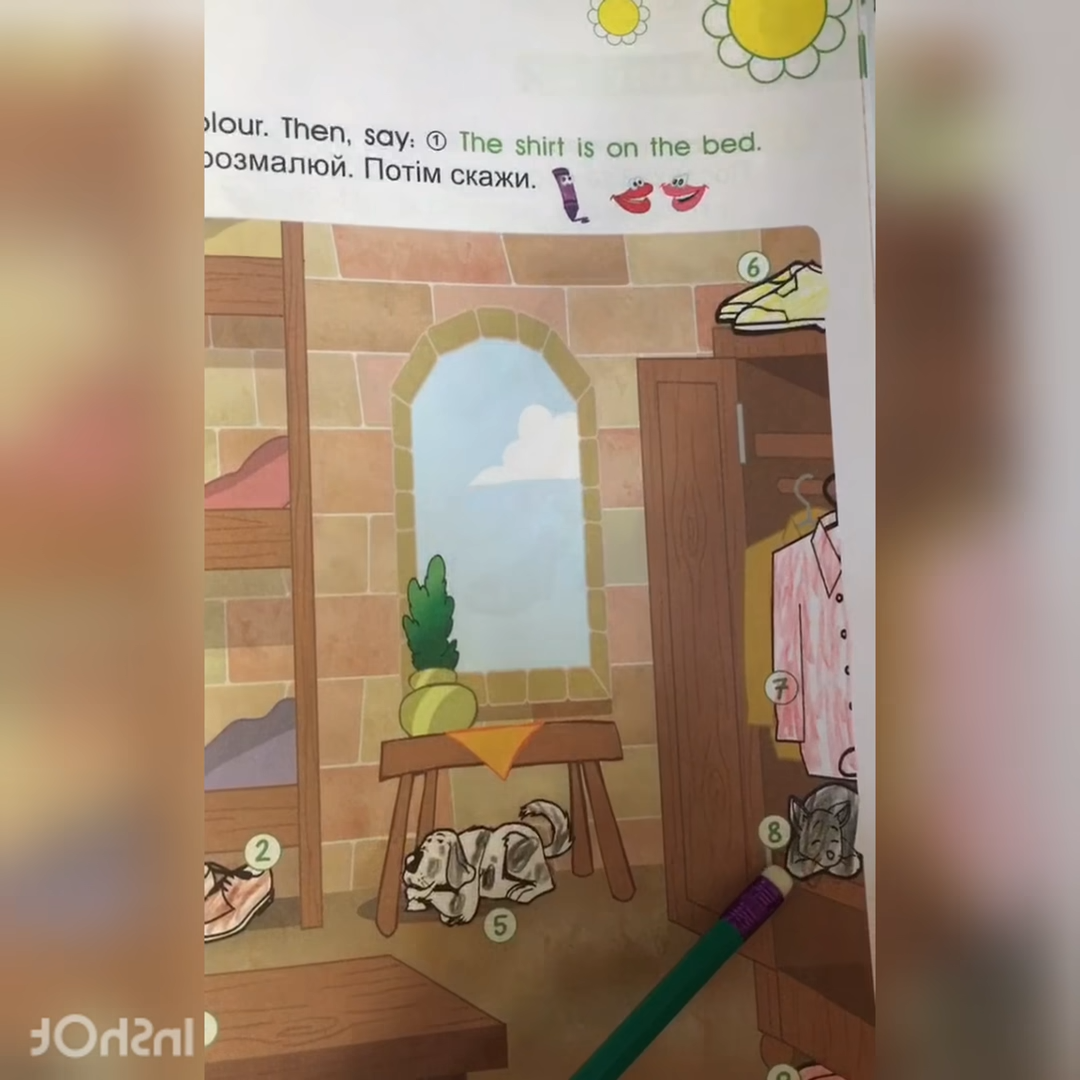 olour. Then, say: ① The shirt is on the bed.
розмалюй. Потім скажи.
6
7
8
2
5
InShOt